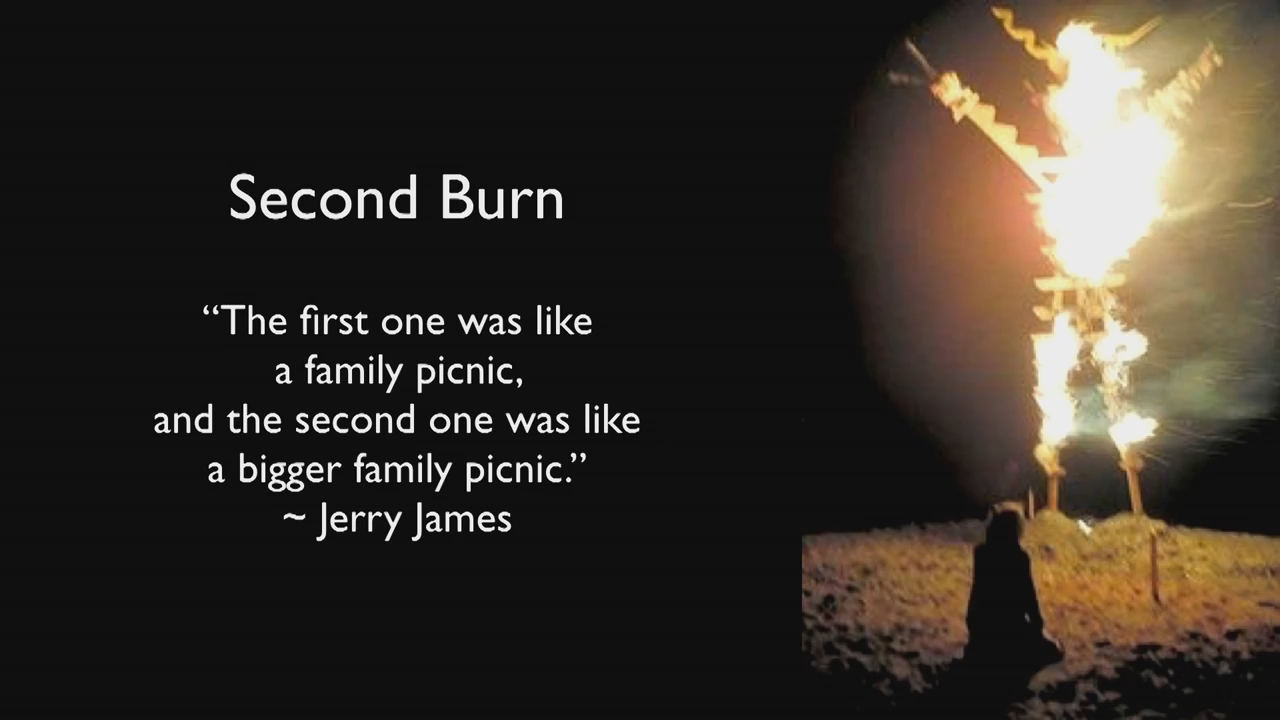 Second Burn
“The first one was like
a family picnic,
and the second one was like
a bigger family picnic.”
~ Jerry James